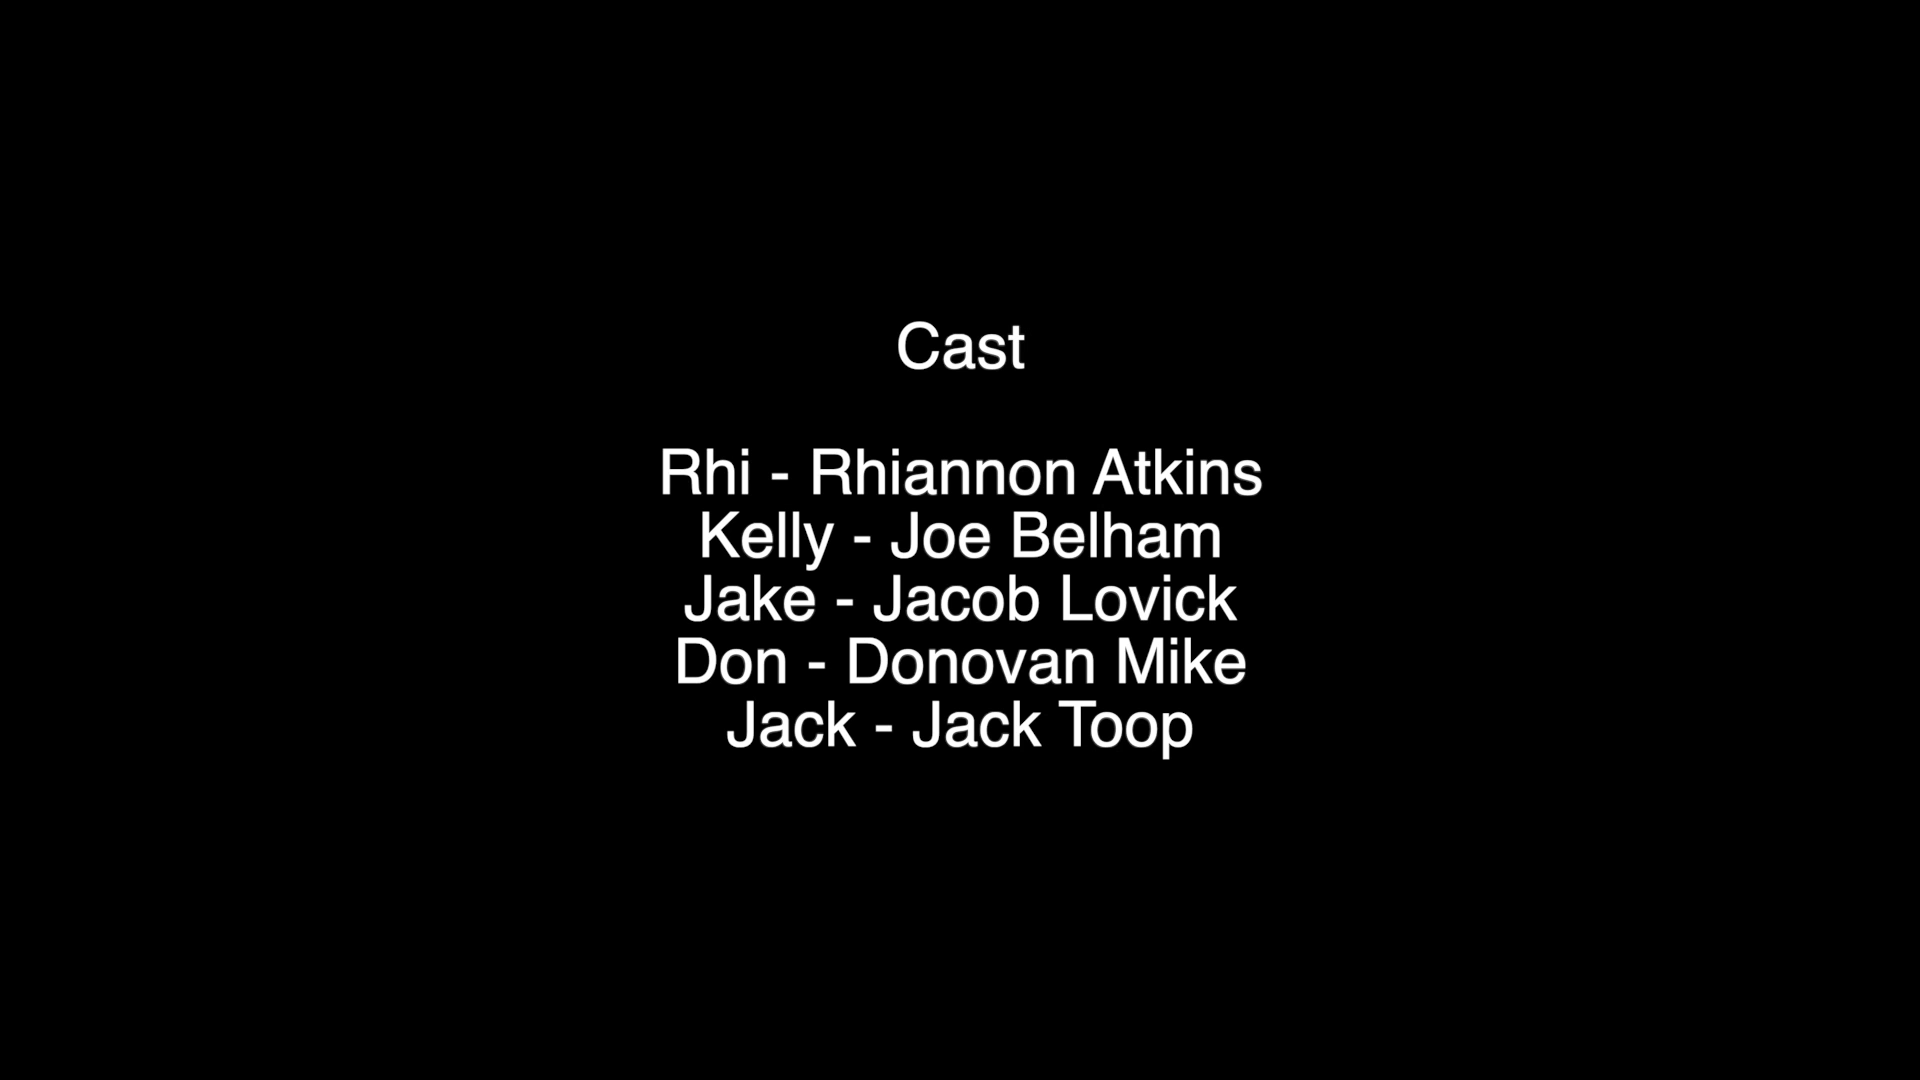 Cast
Rhi - Rhiannon Atkins
Kelly - Joe Belham
Jake - Jacob Lovick
Don - Donovan Mike
Jack - Jack Toop